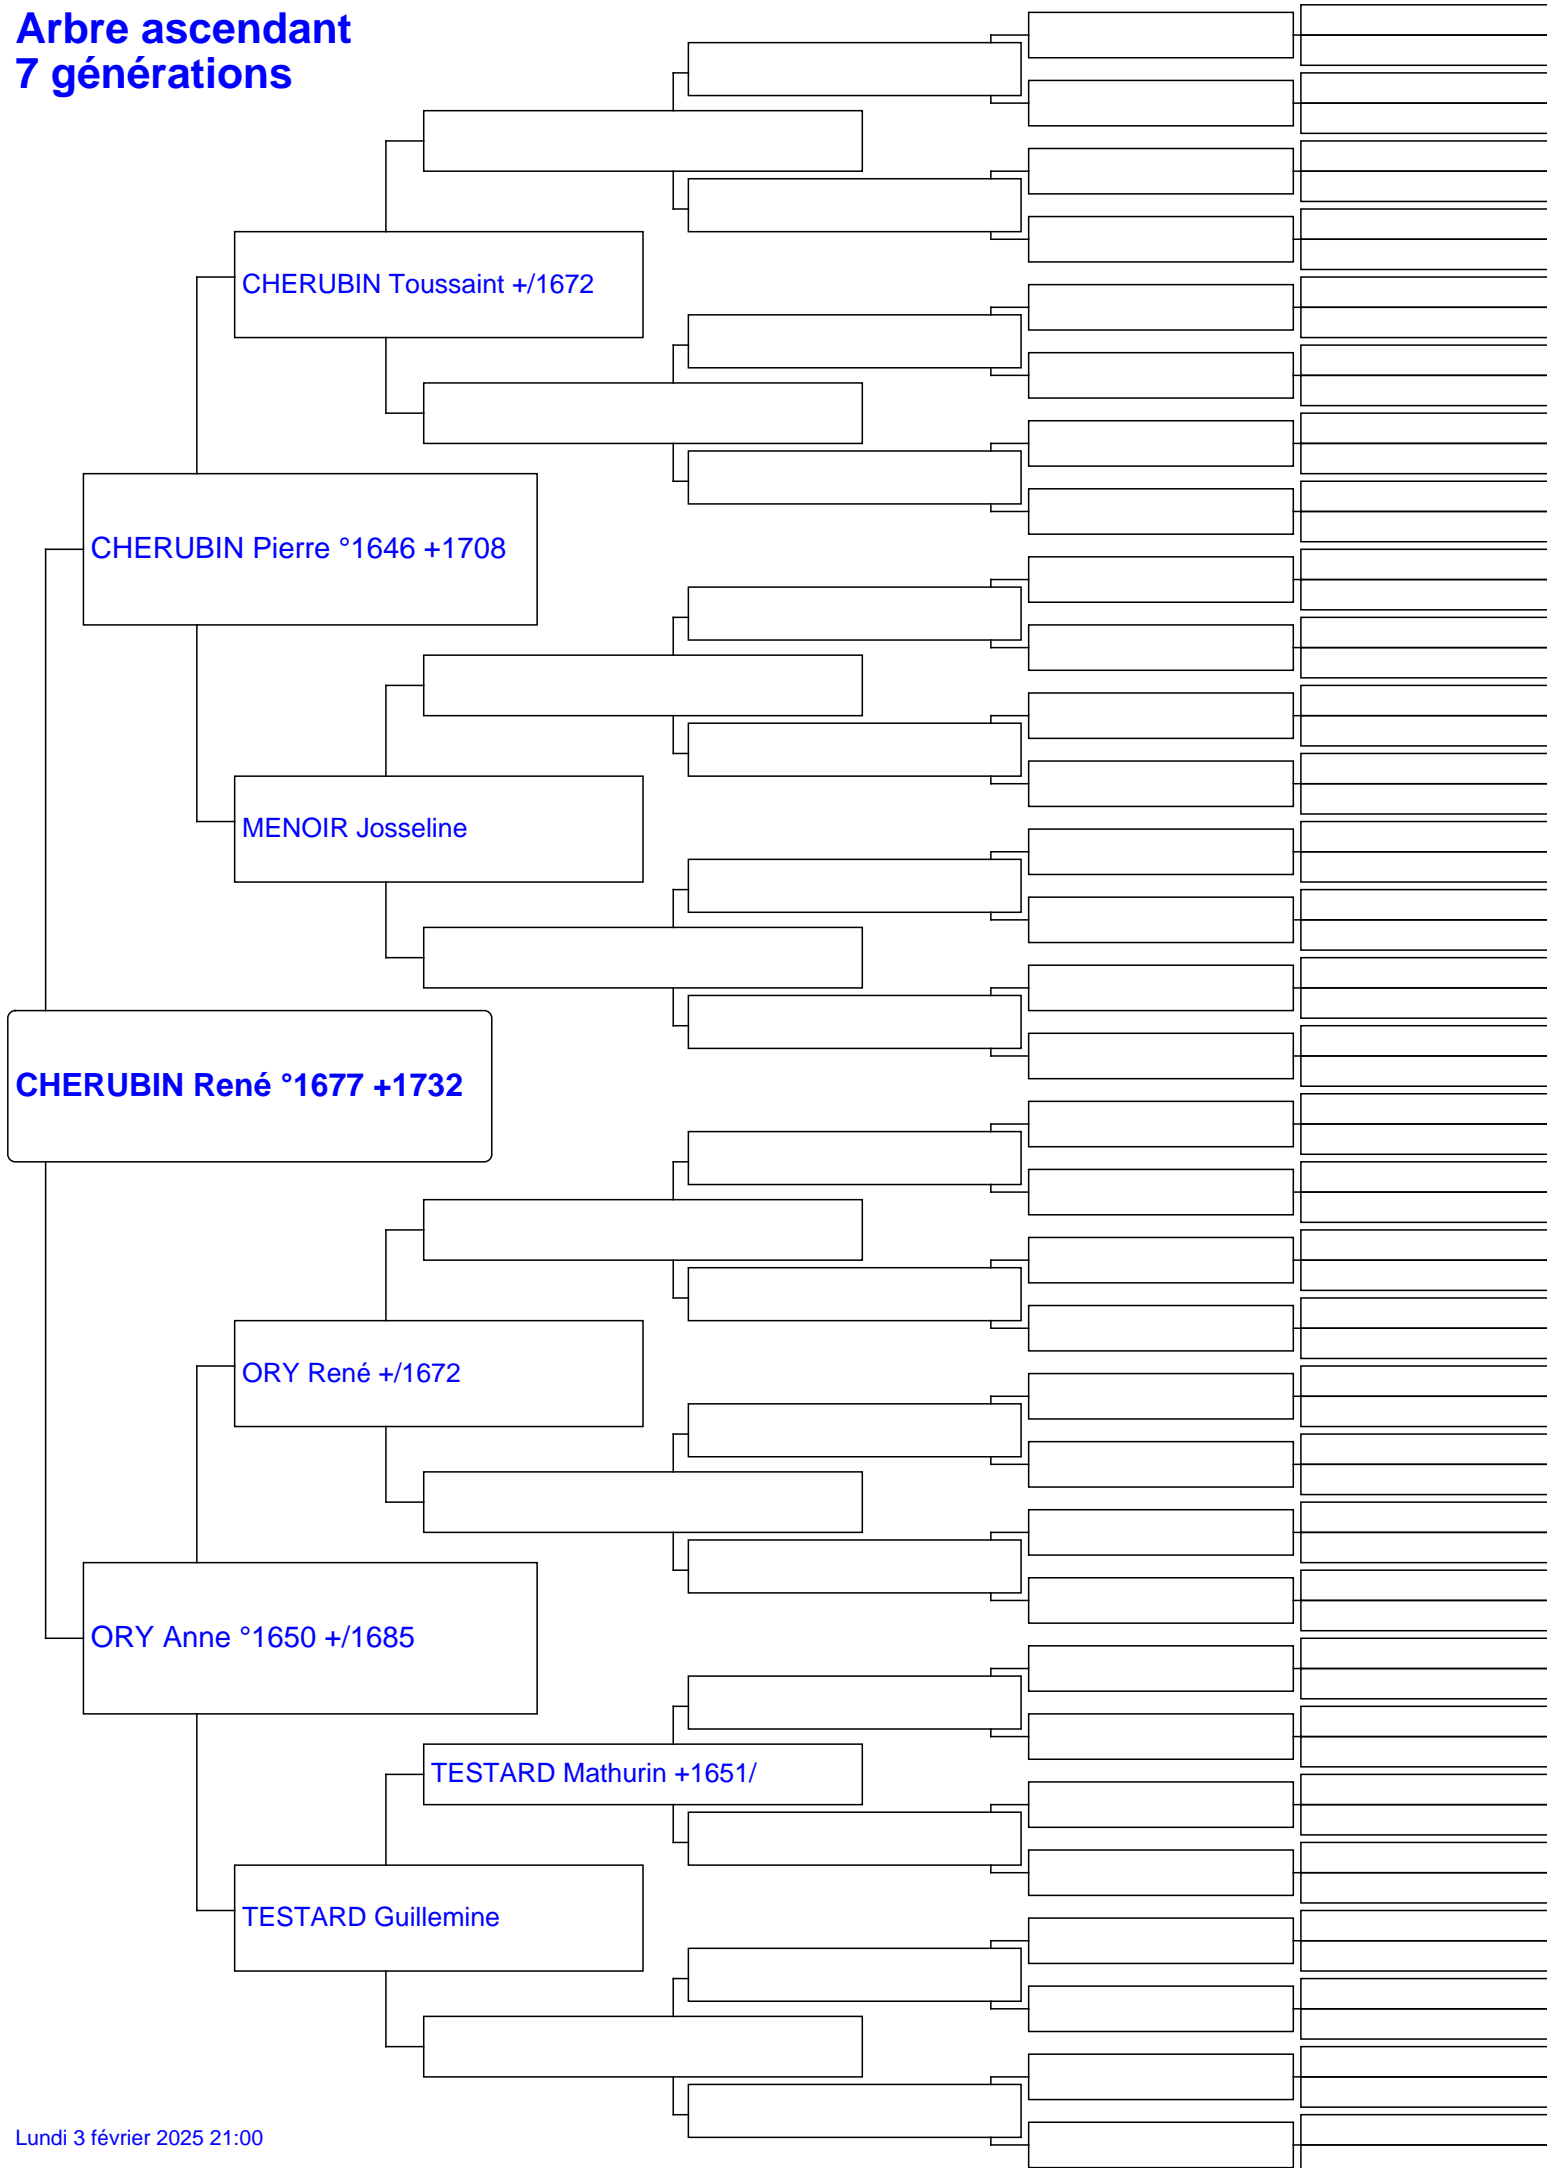 Arbre ascendant
7 générations
CHERUBIN Toussaint +/1672
CHERUBIN Pierre °1646 +1708
MENOIR Josseline
CHERUBIN René °1677 +1732
ORY René +/1672
ORY Anne °1650 +/1685
TESTARD Mathurin +1651/
TESTARD Guillemine
Lundi 3 février 2025 21:00